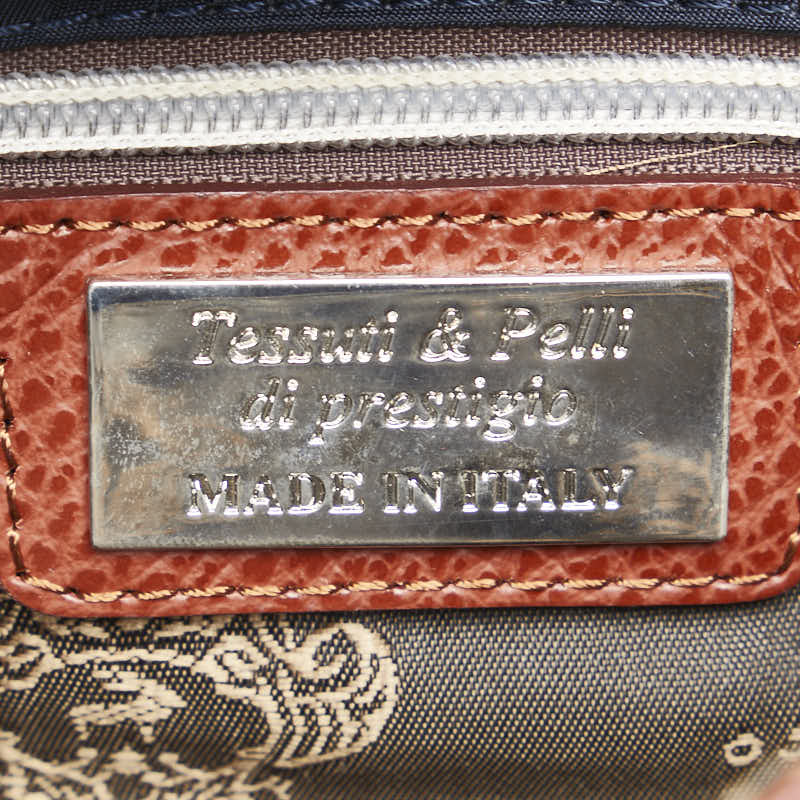 Tessuti & Pelli
di prestigio
MADE IN ITALY